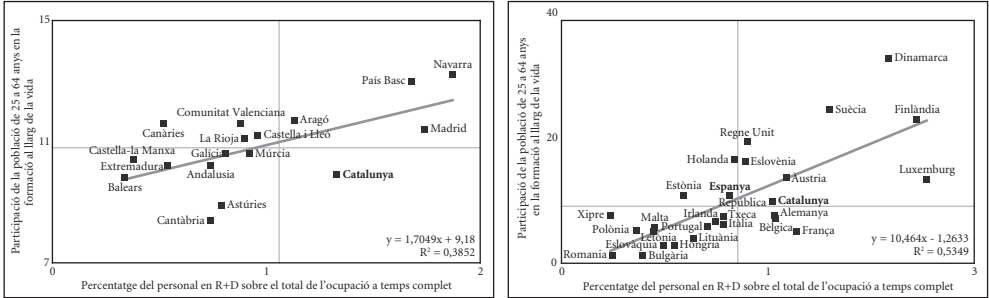 Participació de la població de 25 a 64 anys en la
formació al llarg de la vida
15
11
7
0
1
2
Navarra
País Basc
Comunitat Valenciana
Aragó
Madrid
Canàries
La Rioja
Castella i Lleó
Castella-la Manxa
Galícia
Múrcia
Extremadura
Andalusia
Balears
Catalunya
Astúries
Cantàbria
y = 1,7049x + 9,18
R² = 0,3852
Percentatge del personal en R+D sobre el total de l'ocupació a temps complet
Participació de la població de 25 a 64 anys
en la formació al llarg de la vida
40
20
0
0
1
3
Dinamarca
Suècia
Finlàndia
Regne Unit
Holanda
Eslovènia
Luxemburg
Àustria
Estònia
Espanya
República
Txeca
Catalunya
Xipre
Malta
Irlanda
Alemanya
Polònia
Portugal
Itàlia
Bèlgica
França
Letònia
Lituània
Eslovàquia
Hongria
Romania
Bulgària
y = 10,464x - 1,2633
R² = 0,5349
Percentatge del personal en R+D sobre el total de l'ocupació a temps complet